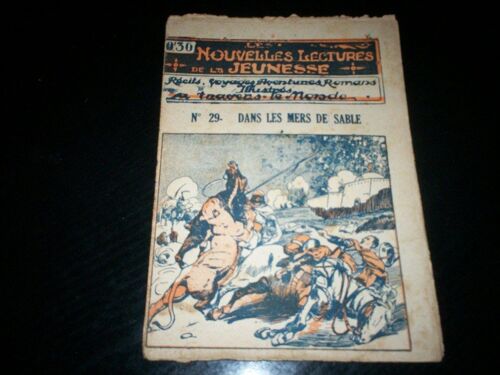 0'30
LES
NOUVELLES LECTURES
DE LA JEUNESSE
Récits, Voyages Aventures Romans
Illustrés
à travers le Monde
N° 29- DANS LES MERS DE SABLE